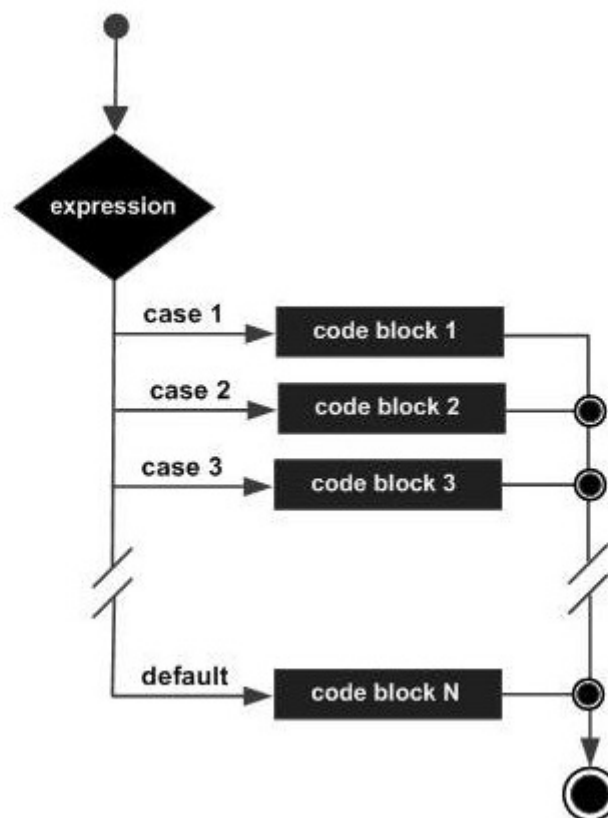 expression
case 1
code block 1
case 2
code block 2
case 3
code block 3
default
code block N